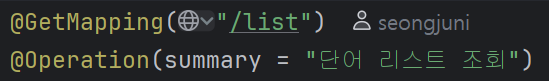 @GetMapping("/list") seongjuni
@Operation(summary = "단어 리스트 조회")